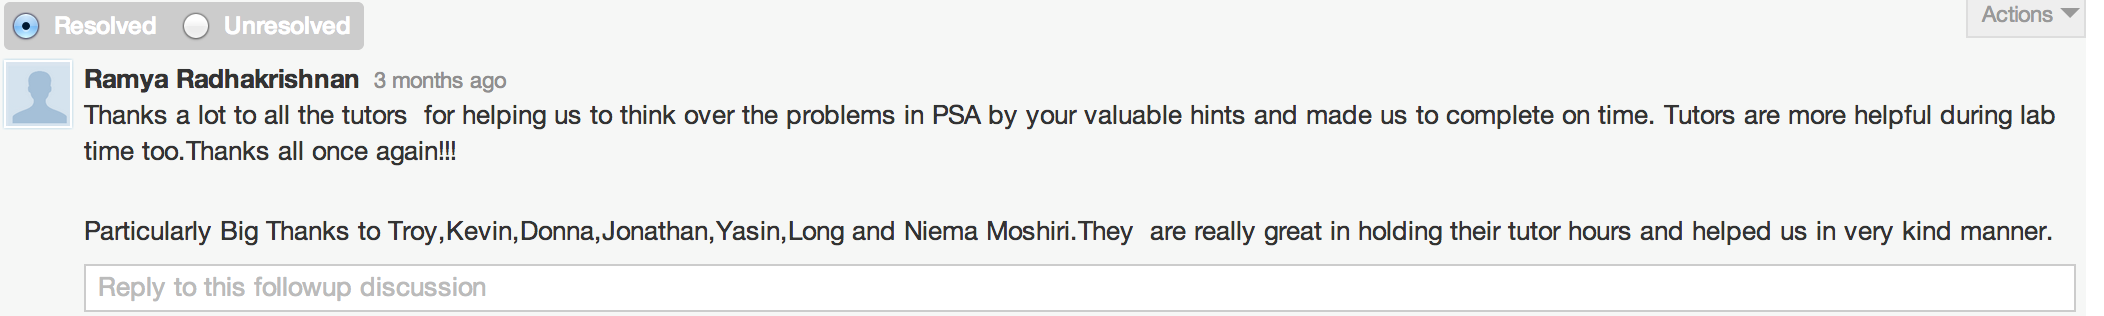 Resolved Unresolved Actions
Ramya Radhakrishnan 3 months ago
Thanks a lot to all the tutors  for helping us to think over the problems in PSA by your valuable hints and made us to complete on time. Tutors are more helpful during lab
time too.Thanks all once again!!!
Particularly Big Thanks to Troy,Kevin,Donna,Jonathan,Yasin,Long and Niema Moshiri.They  are really great in holding their tutor hours and helped us in very kind manner.
Reply to this followup discussion